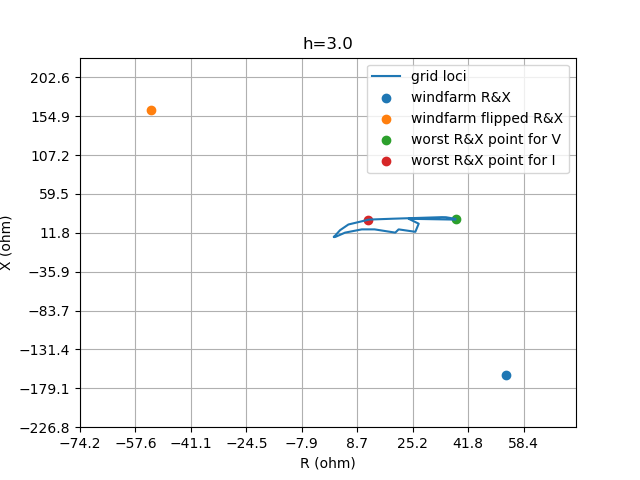 h=3.0
grid loci
windfarm R&X
windfarm flipped R&X
worst R&X point for V
worst R&X point for I
202.6
154.9
107.2
59.5
11.8
−35.9
−83.7
−131.4
−179.1
−226.8
X (ohm)
−74.2 −57.6 −41.1 −24.5 −7.9 8.7 25.2 41.8 58.4
R (ohm)